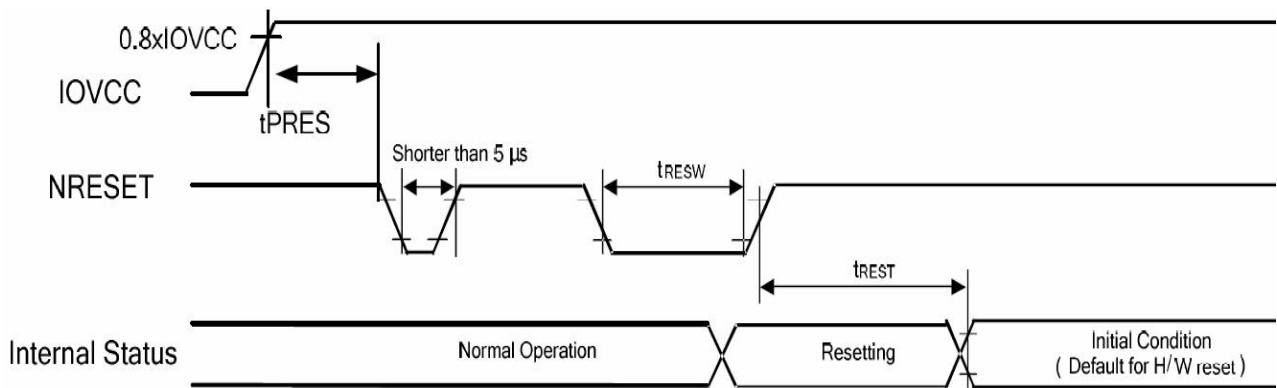 0.8xIOVCC
IOVCC
tPRES
Shorter than 5 µs
NRESET
tRESW
tREST
Internal Status
Normal Operation
Resetting
Initial Condition
( Default for H/W reset )